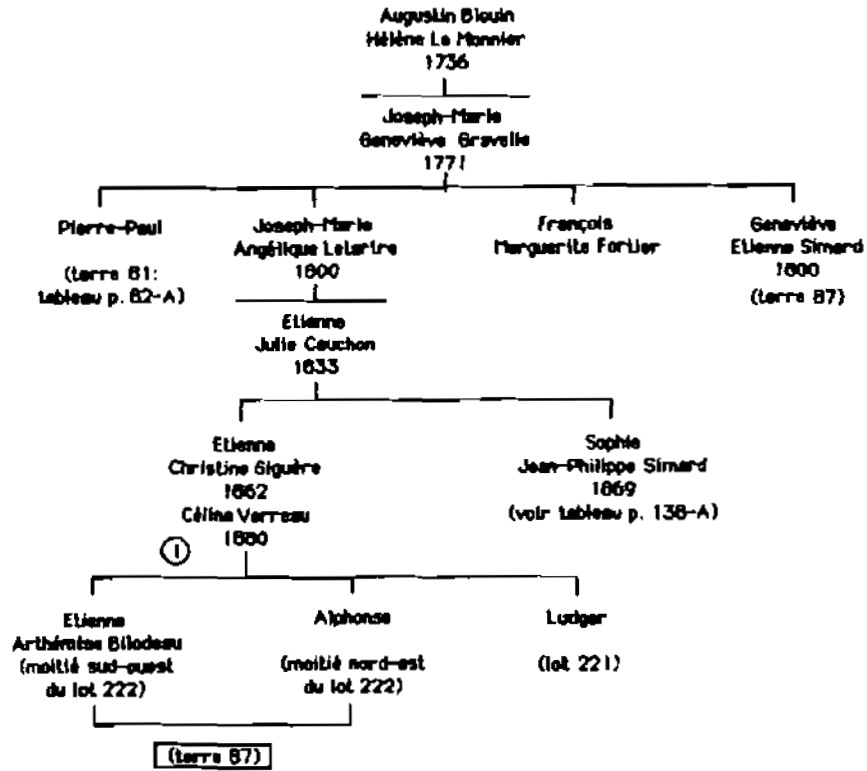 Augustin Blouin
Hélène Le Monnier
1736
Joseph-Marie
Geneviève Gravelle
1771
Pierre-Paul
(terre 81:
tableau p. 82-A)
Joseph-Marie
Angélique Letartre
1800
François
Marguerite Fortier
Geneviève
Etienne Simard
1800
(terre 87)
Etienne
Julie Cauchon
1833
Etienne
Christine Giguère
1862
Céline Verreau
1880
Sophie
Jean-Philippe Simard
1869
(voir tableau p. 138-A)
1
Etienne
Arthémise Bilodeau
(moitié sud-ouest
du lot 222)
Alphonse
(moitié nord-est
du lot 222)
Ludger
(lot 221)
(terre 87)